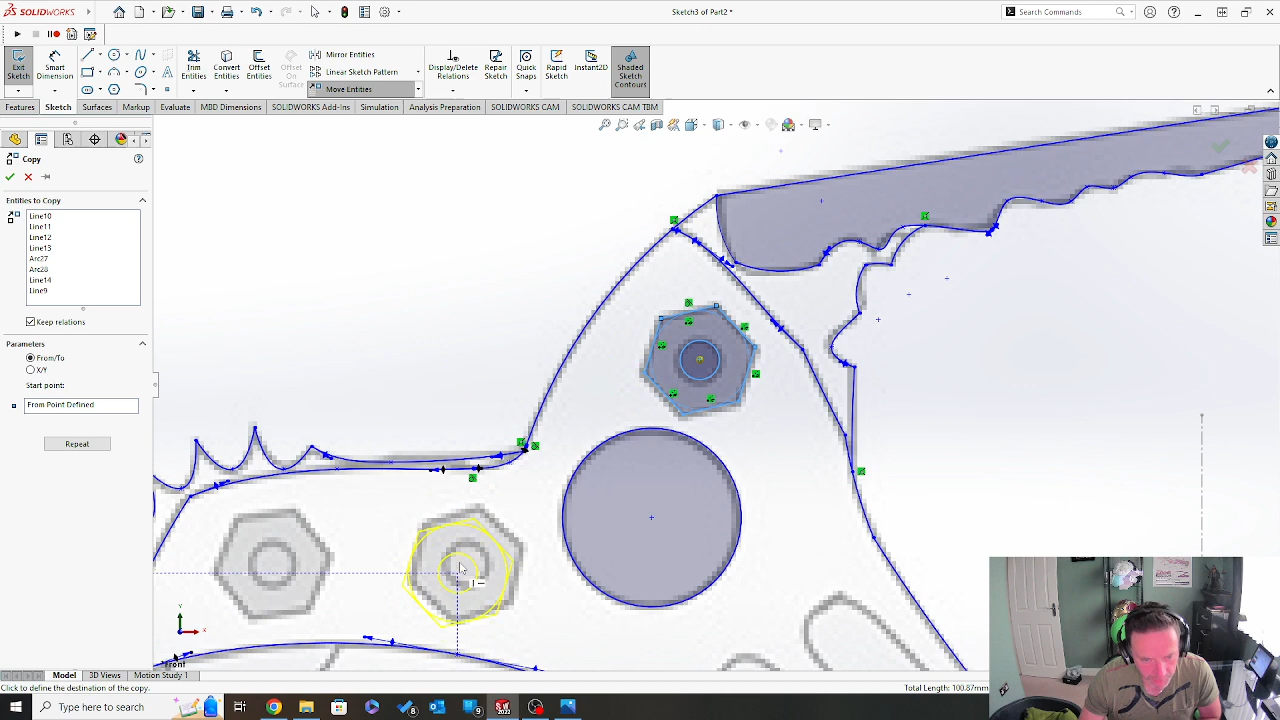 SOLIDWORKS
Sketch3 of Part2 *
Search Commands
Exit Sketch
Smart Dimension
Trim Entities
Convert Entities
Offset Entities
Offset On Surface
Mirror Entities
Linear Sketch Pattern
Move Entities
Display/Delete Relations
Repair Sketch
Quick Snaps
Rapid Sketch
Instant2D
Shaded Sketch Contours
Features
Sketch
Surfaces
Markup
Evaluate
MBD Dimensions
SOLIDWORKS Add-Ins
Simulation
Analysis Preparation
SOLIDWORKS CAM
SOLIDWORKS CAM TBM
Copy
Entities to Copy
Line10
Line11
Line12
Line13
Arc27
Arc28
Line14
Line9
Keep relations
Parameters
From/To
X/Y
Start point:
From Point Defined
Repeat
Y
X
*Front
Model
3D Views
Motion Study 1
Click to define the destination of the copy.
Total Length: 100.87mm
Type here to search